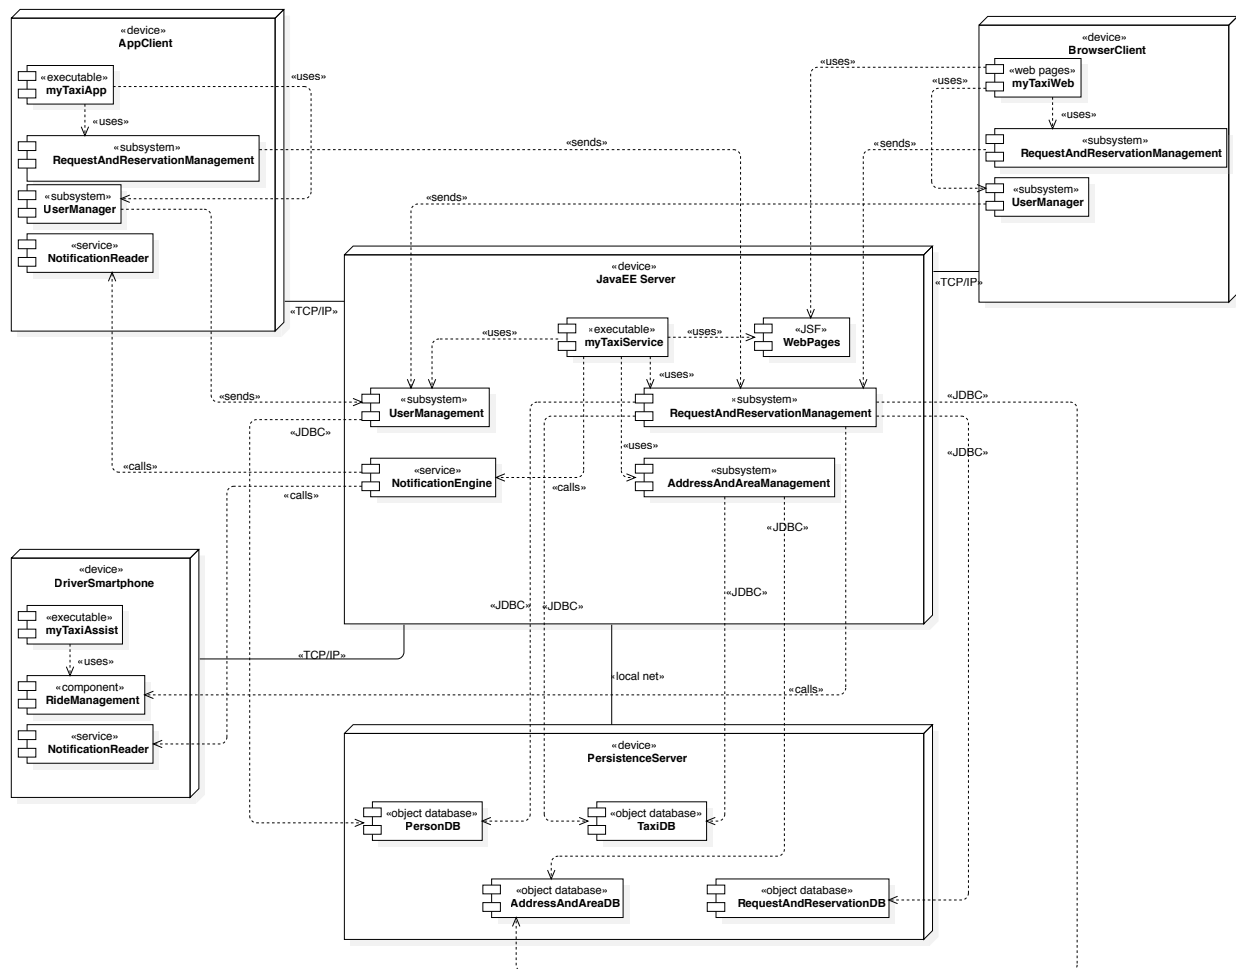 «device»
AppClient
«executable»
myTaxiApp
«uses»
«uses»
«subsystem»
RequestAndReservationManagement
«subsystem»
UserManager
«service»
NotificationReader
«device»
BrowserClient
«web pages»
myTaxiWeb
«uses»
«uses»
«uses»
«subsystem»
RequestAndReservationManagement
«subsystem»
UserManager
«sends»
«sends»
«sends»
«TCP/IP»
«TCP/IP»
«device»
JavaEE Server
«executable»
myTaxiService
«uses»
«uses»
«JSF»
WebPages
«uses»
«sends»
«subsystem»
UserManagement
«subsystem»
RequestAndReservationManagement
«JDBC»
«JDBC»
«JDBC»
«uses»
«calls»
«service»
NotificationEngine
«calls»
«calls»
«subsystem»
AddressAndAreaManagement
«JDBC»
«JDBC»
«JDBC»
«JDBC»
«device»
DriverSmartphone
«executable»
myTaxiAssist
«uses»
«component»
RideManagement
«service»
NotificationReader
«TCP/IP»
«local net»
«calls»
«device»
PersistenceServer
«object database»
PersonDB
«object database»
TaxiDB
«object database»
AddressAndAreaDB
«object database»
RequestAndReservationDB